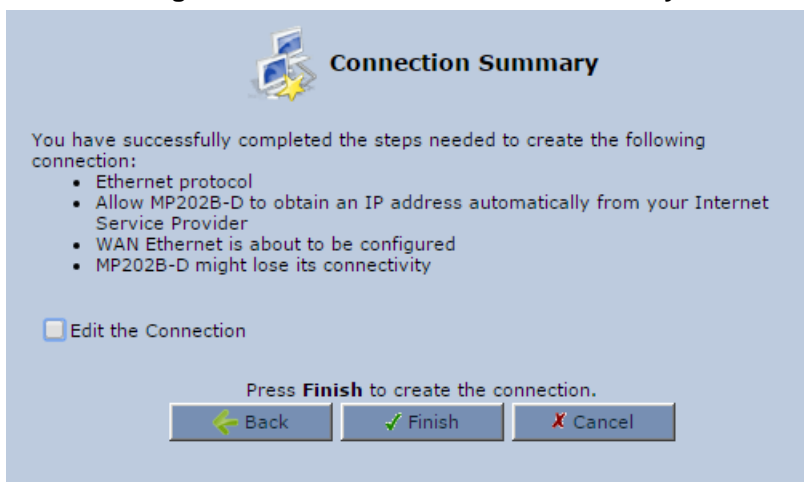 Connection Summary
You have successfully completed the steps needed to create the following
connection:
• Ethernet protocol
• Allow MP202B-D to obtain an IP address automatically from your Internet
Service Provider
• WAN Ethernet is about to be configured
• MP202B-D might lose its connectivity
Edit the Connection
Press Finish to create the connection.
Back Finish Cancel